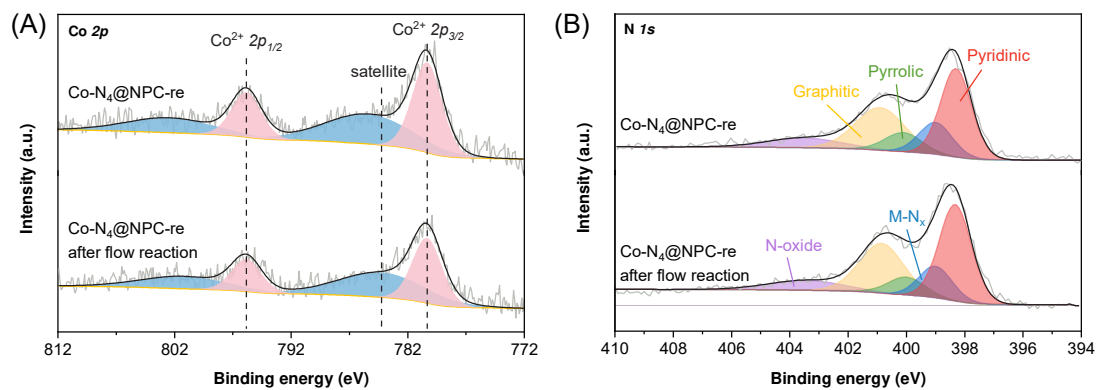 (A)
Co 2p
Co2+ 2p1/2
Co2+ 2p3/2
satellite
Co-N4@NPC-re
Co-N4@NPC-re
after flow reaction
Intensity (a.u.)
812 802 792 782 772
Binding energy (eV)
(B)
N 1s
Pyridinic
Pyrrolic
Graphitic
Co-N4@NPC-re
M-Nx
N-oxide
Co-N4@NPC-re
after flow reaction
Intensity (a.u.)
410 408 406 404 402 400 398 396 394
Binding energy (eV)